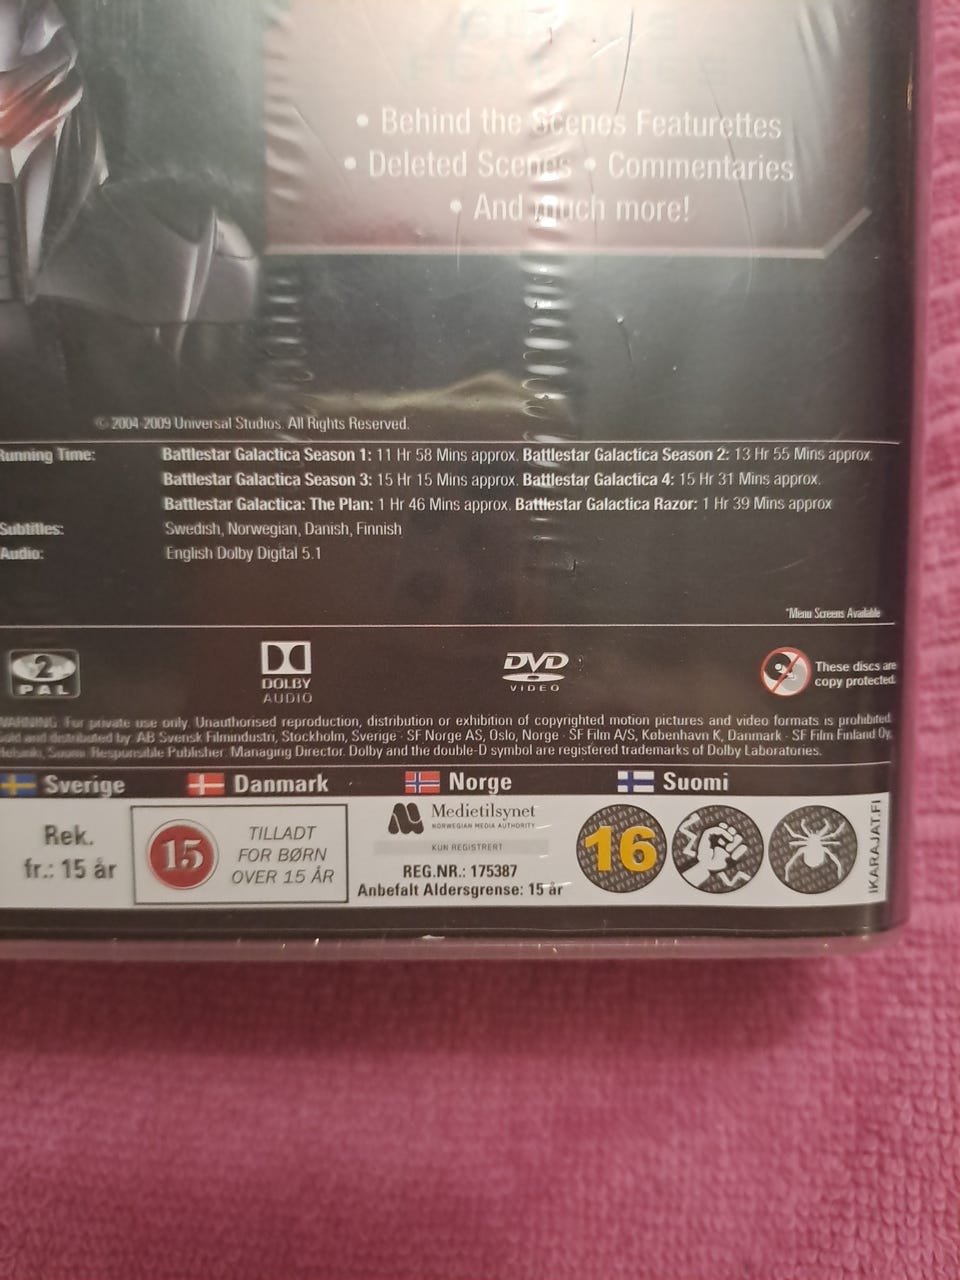 BONUS
FEATURES
• Behind the Scenes Featurettes
• Deleted Scenes • Commentaries
• And much more!
© 2004-2009 Universal Studios. All Rights Reserved.
Running Time: Battlestar Galactica Season 1: 11 Hr 58 Mins approx. Battlestar Galactica Season 2: 13 Hr 55 Mins approx.
Battlestar Galactica Season 3: 15 Hr 15 Mins approx. Battlestar Galactica 4: 15 Hr 31 Mins approx.
Battlestar Galactica: The Plan: 1 Hr 46 Mins approx. Battlestar Galactica Razor: 1 Hr 39 Mins approx
Subtitles: Swedish, Norwegian, Danish, Finnish
Audio: English Dolby Digital 5.1
*Menu Screens Available
2
PAL
DOLBY
AUDIO
DVD
VIDEO
These discs are
copy protected.
WARNING: For private use only. Unauthorised reproduction, distribution or exhibition of copyrighted motion pictures and video formats is prohibited.
Sold and distributed by: AB Svensk Filmindustri, Stockholm, Sverige · SF Norge AS, Oslo, Norge · SF Film A/S, København K, Danmark · SF Film Finland Oy,
Helsinki, Suomi. Responsible Publisher: Managing Director. Dolby and the double-D symbol are registered trademarks of Dolby Laboratories.
Sverige Danmark Norge Suomi
Rek.
fr.: 15 år
15
TILLADT
FOR BØRN
OVER 15 ÅR
Medietilsynet
NORWEGIAN MEDIA AUTHORITY
KUN REGISTRERT
REG.NR.: 175387
Anbefalt Aldersgrense: 15 år
16
IKARAJAT.FI